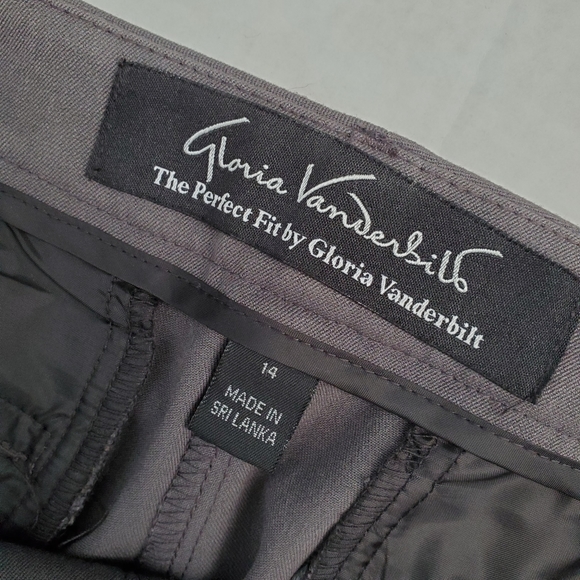 Gloria Vanderbilt
The Perfect Fit by Gloria Vanderbilt
14
MADE IN
SRI LANKA